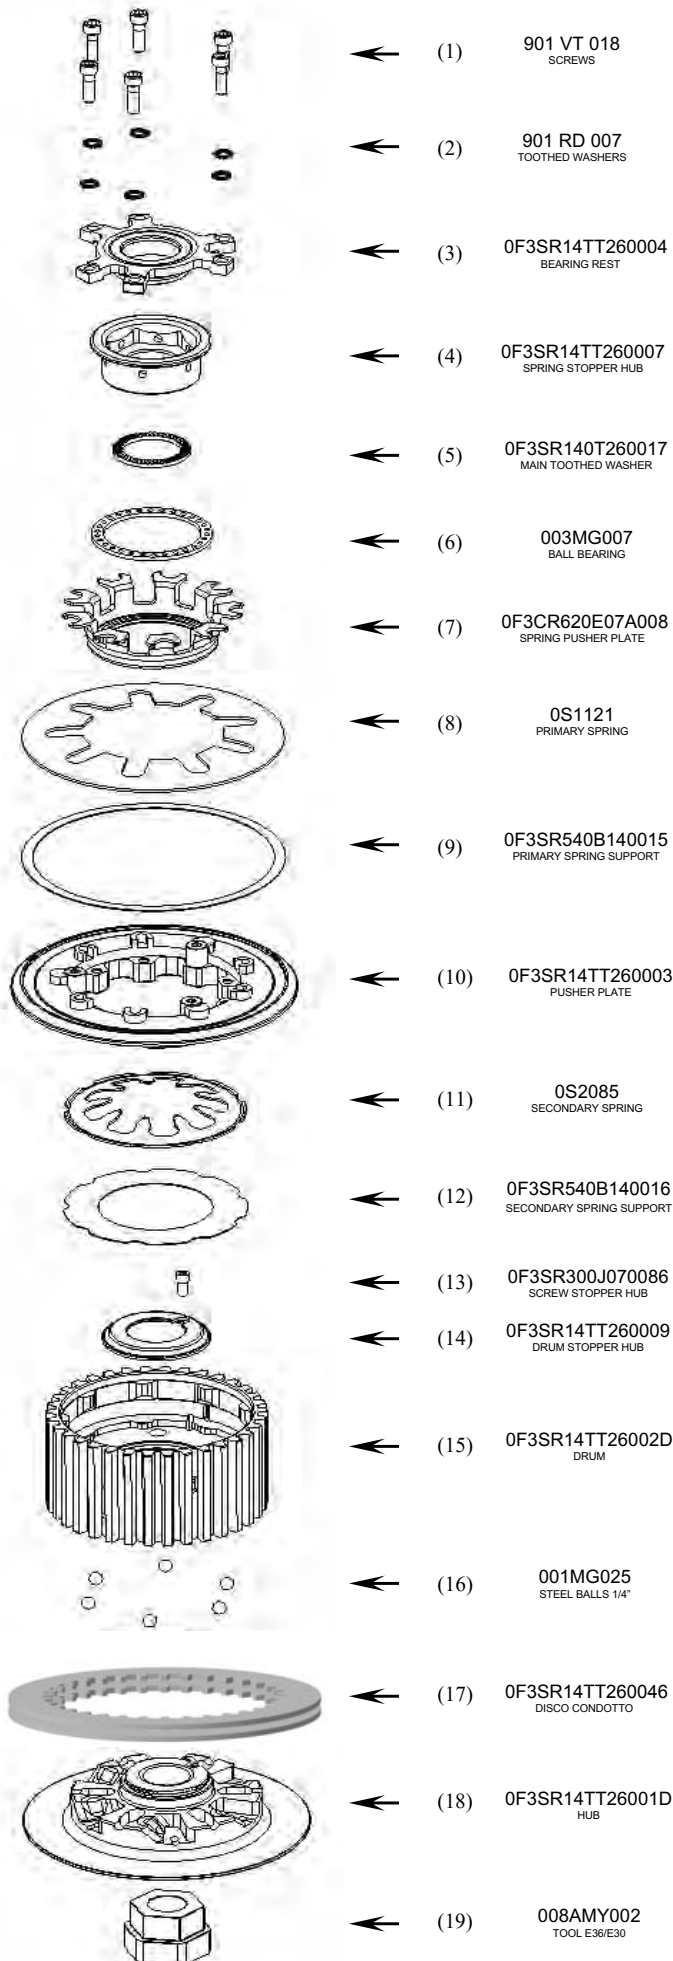 (1) 901 VT 018
SCREWS
(2) 901 RD 007
TOOTHED WASHERS
(3) 0F3SR14TT260004
BEARING REST
(4) 0F3SR14TT260007
SPRING STOPPER HUB
(5) 0F3SR140T260017
MAIN TOOTHED WASHER
(6) 003MG007
BALL BEARING
(7) 0F3CR620E07A008
SPRING PUSHER PLATE
(8) 0S1121
PRIMARY SPRING
(9) 0F3SR540B140015
PRIMARY SPRING SUPPORT
(10) 0F3SR14TT260003
PUSHER PLATE
(11) 0S2085
SECONDARY SPRING
(12) 0F3SR540B140016
SECONDARY SPRING SUPPORT
(13) 0F3SR300J070086
SCREW STOPPER HUB
(14) 0F3SR14TT260009
DRUM STOPPER HUB
(15) 0F3SR14TT26002D
DRUM
(16) 001MG025
STEEL BALLS 1/4"
(17) 0F3SR14TT260046
DISCO CONDOTTO
(18) 0F3SR14TT26001D
HUB
(19) 008AMY002
TOOL E36/E30